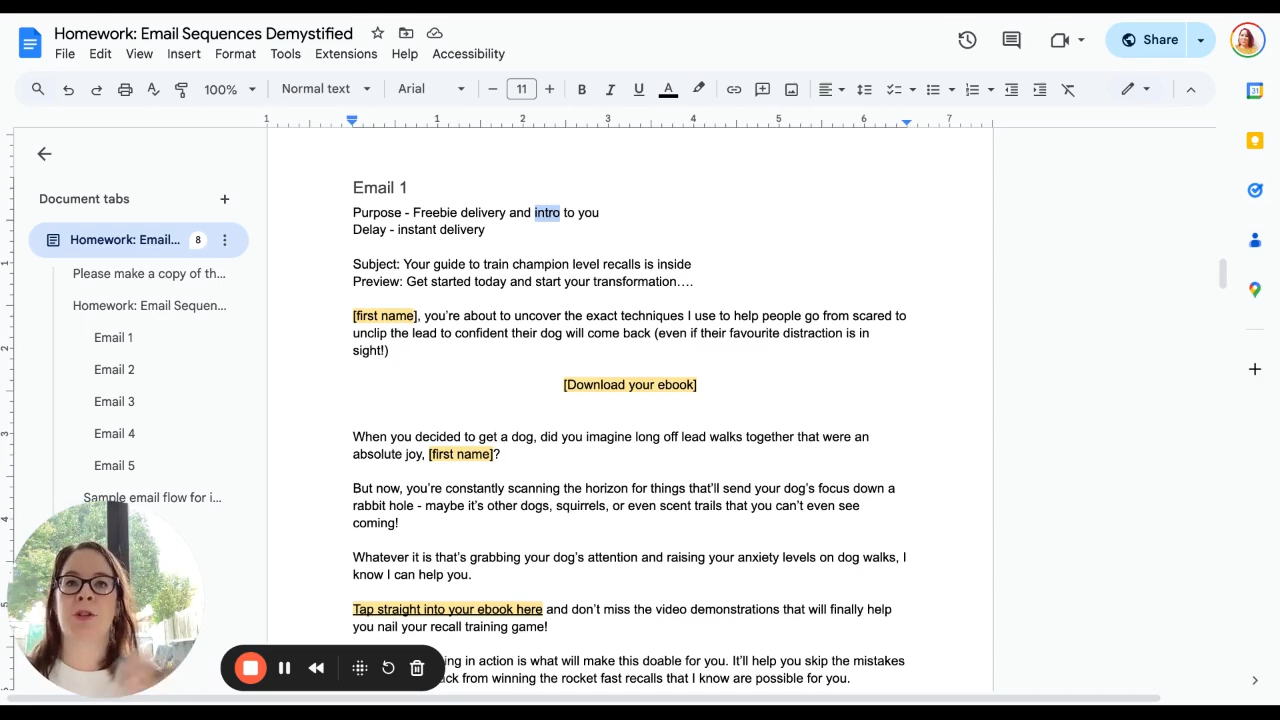 Homework: Email Sequences Demystified
File Edit View Insert Format Tools Extensions Help Accessibility
Share
100% Normal text Arial 11
1 1 2 3 4 5 6 7
Document tabs
Homework: Email... 8
Please make a copy of th...
Homework: Email Sequen...
Email 1
Email 2
Email 3
Email 4
Email 5
Sample email flow for i...
Email 1
Purpose - Freebie delivery and intro to you
Delay - instant delivery
Subject: Your guide to train champion level recalls is inside
Preview: Get started today and start your transformation….
[first name], you're about to uncover the exact techniques I use to help people go from scared to
unclip the lead to confident their dog will come back (even if their favourite distraction is in
sight!)
[Download your ebook]
When you decided to get a dog, did you imagine long off lead walks together that were an
absolute joy, [first name]?
But now, you're constantly scanning the horizon for things that'll send your dog's focus down a
rabbit hole - maybe it's other dogs, squirrels, or even scent trails that you can't even see
coming!
Whatever it is that's grabbing your dog's attention and raising your anxiety levels on dog walks, I
know I can help you.
Tap straight into your ebook here and don't miss the video demonstrations that will finally help
you nail your recall training game!
in action is what will make this doable for you. It'll help you skip the mistakes
from winning the rocket fast recalls that I know are possible for you.